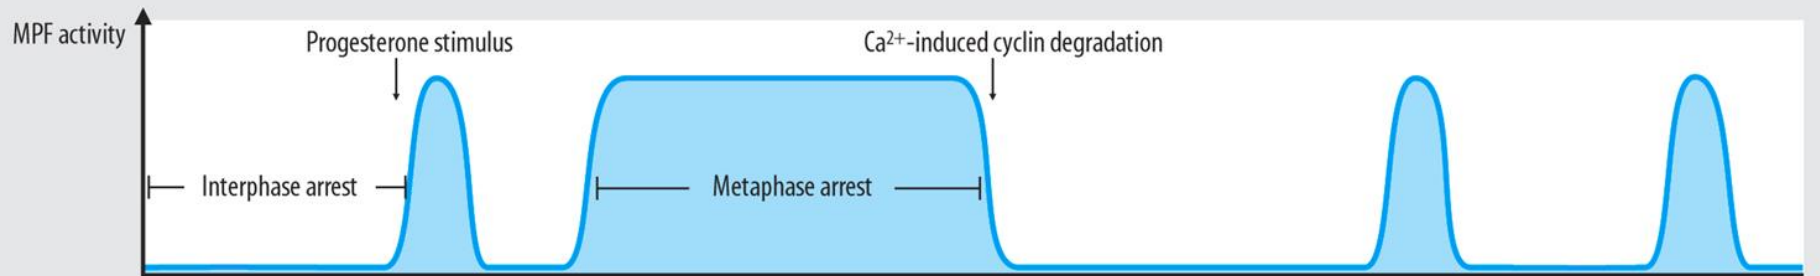 MPF activity
Progesterone stimulus
Ca²⁺-induced cyclin degradation
Interphase arrest
Metaphase arrest